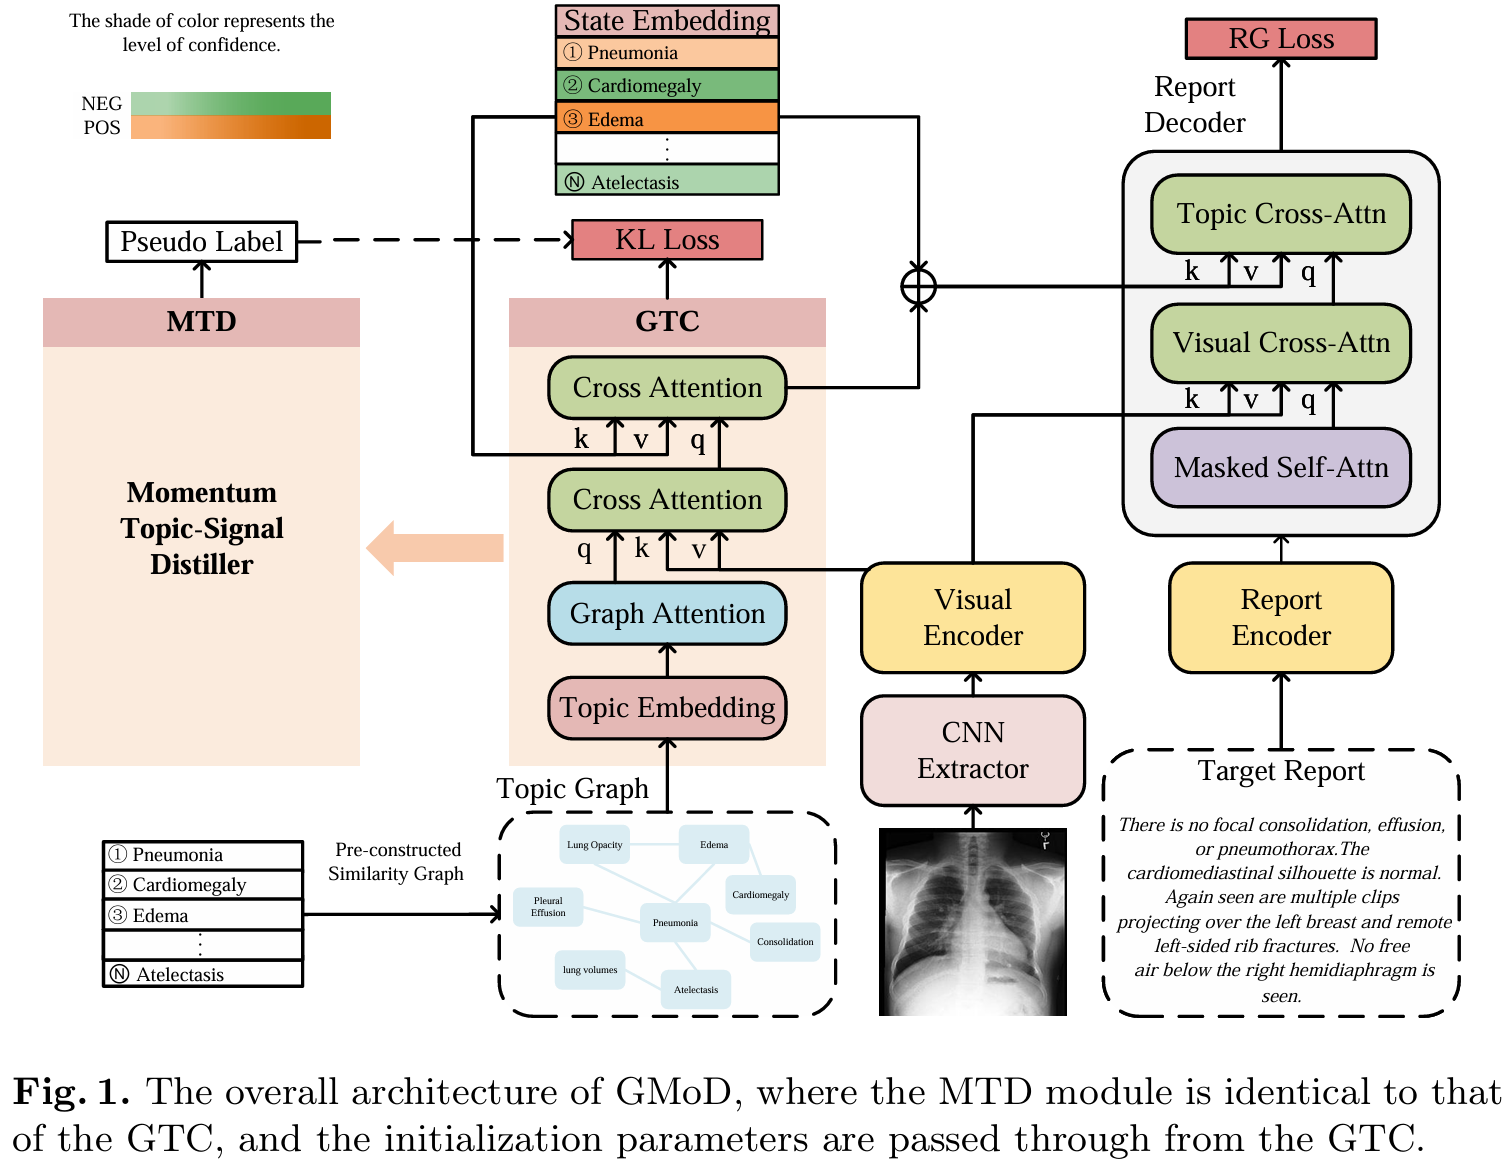 The shade of color represents the
level of confidence.
NEG
POS
State Embedding
① Pneumonia
② Cardiomegaly
③ Edema
⋮
Ⓝ Atelectasis
RG Loss
Report
Decoder
Pseudo Label
KL Loss
Topic Cross-Attn
k v q
Visual Cross-Attn
k v q
Masked Self-Attn
MTD
Momentum
Topic-Signal
Distiller
GTC
Cross Attention
k v q
Cross Attention
q k v
Graph Attention
Topic Embedding
Visual
Encoder
CNN
Extractor
Report
Encoder
Target Report
There is no focal consolidation, effusion,
or pneumothorax.The
cardiomediastinal silhouette is normal.
Again seen are multiple clips
projecting over the left breast and remote
left-sided rib fractures. No free
air below the right hemidiaphragm is
seen.
Topic Graph
Lung Opacity
Edema
Cardiomegaly
Pleural
Effusion
Pneumonia
Consolidation
lung volumes
Atelectasis
① Pneumonia
② Cardiomegaly
③ Edema
⋮
Ⓝ Atelectasis
Pre-constructed
Similarity Graph
Fig. 1. The overall architecture of GMoD, where the MTD module is identical to that
of the GTC, and the initialization parameters are passed through from the GTC.